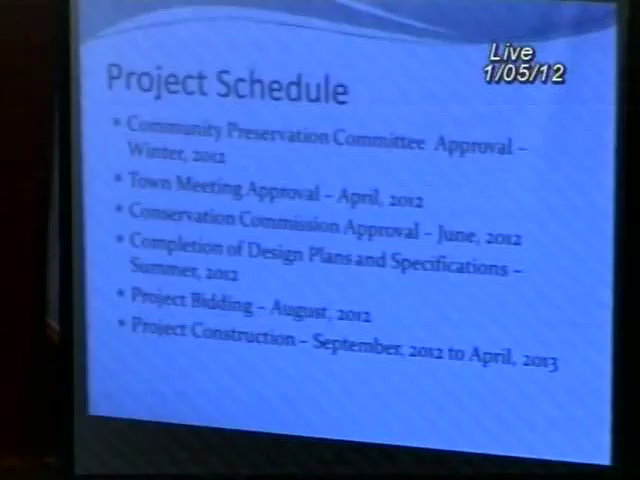 Live
1/05/12
Project Schedule
• Community Preservation Committee Approval –
Winter, 2012
• Town Meeting Approval – April, 2012
• Conservation Commission Approval – June, 2012
• Completion of Design Plans and Specifications –
Summer, 2012
• Project Bidding – August, 2012
• Project Construction – September, 2012 to April, 2013